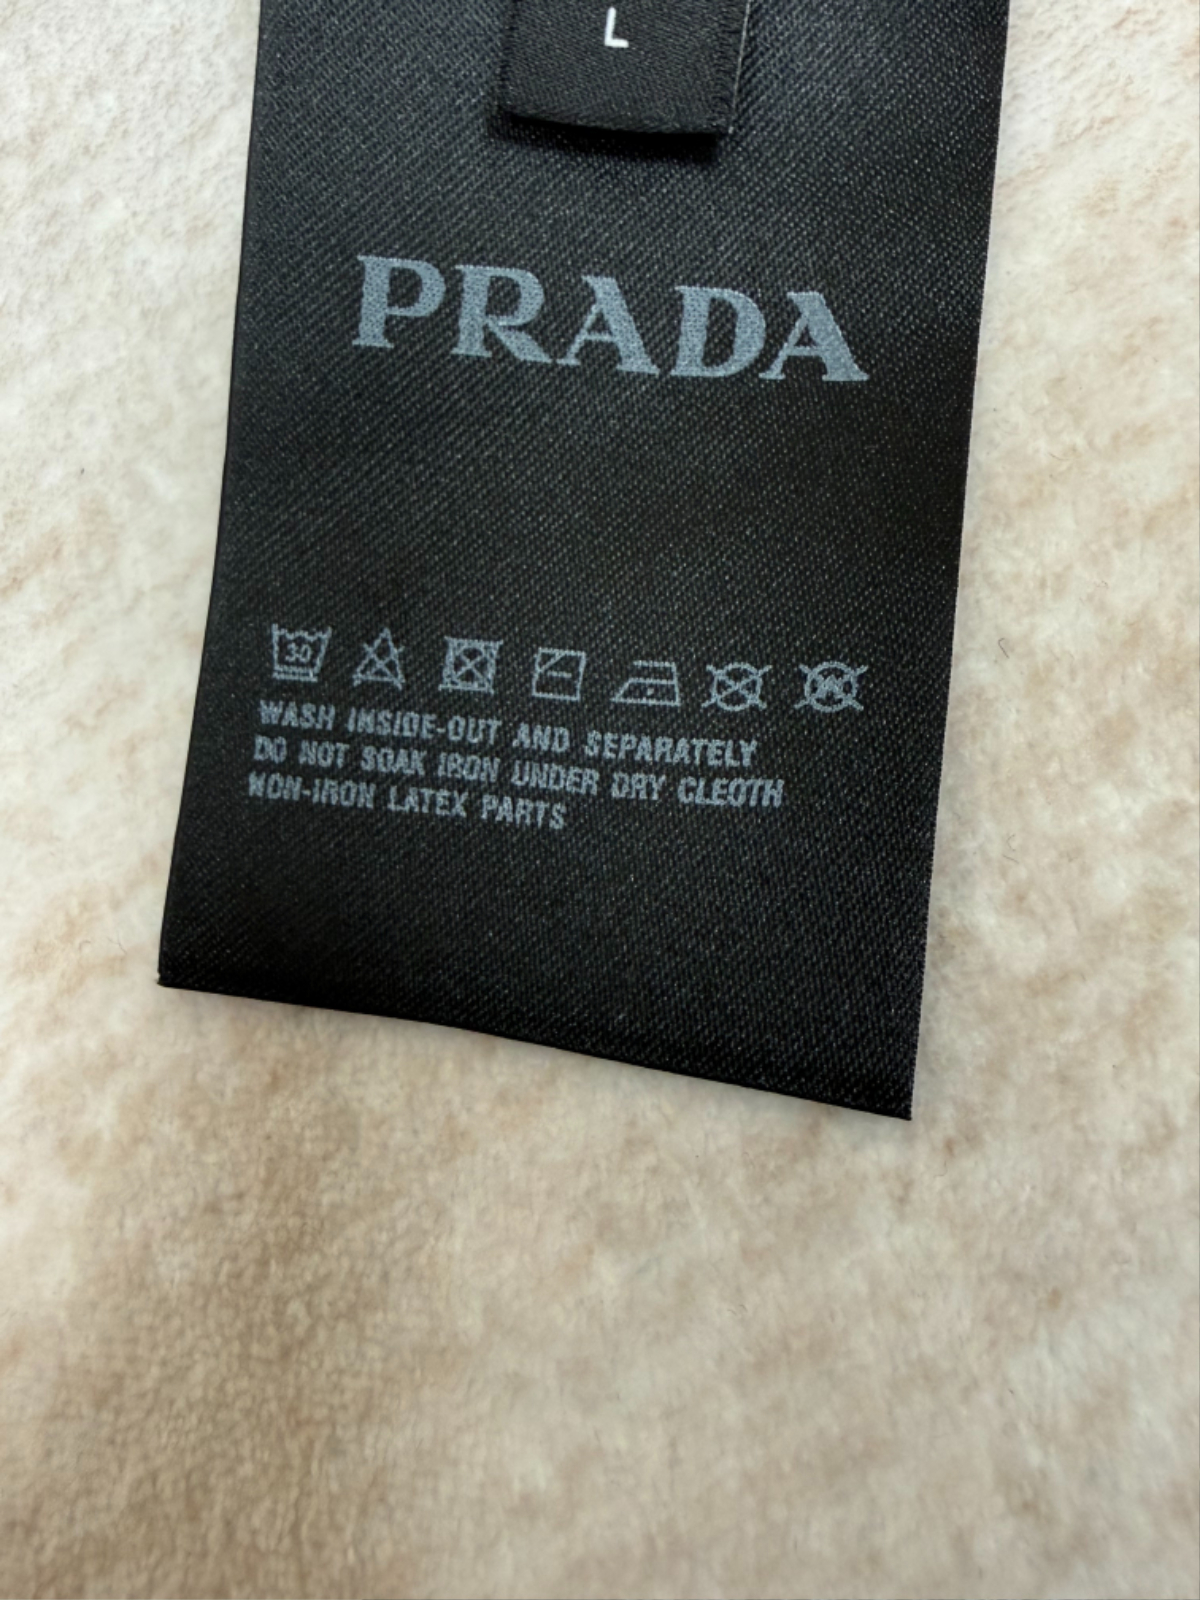 L
PRADA
30
WASH INSIDE-OUT AND SEPARATELY
DO NOT SOAK IRON UNDER DRY CLEOTH
NON-IRON LATEX PARTS